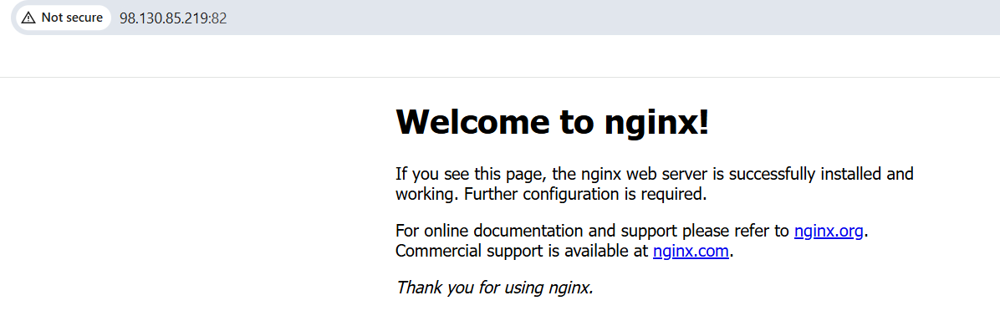 Not secure 98.130.85.219:82
Welcome to nginx!
If you see this page, the nginx web server is successfully installed and
working. Further configuration is required.
For online documentation and support please refer to nginx.org.
Commercial support is available at nginx.com.
Thank you for using nginx.